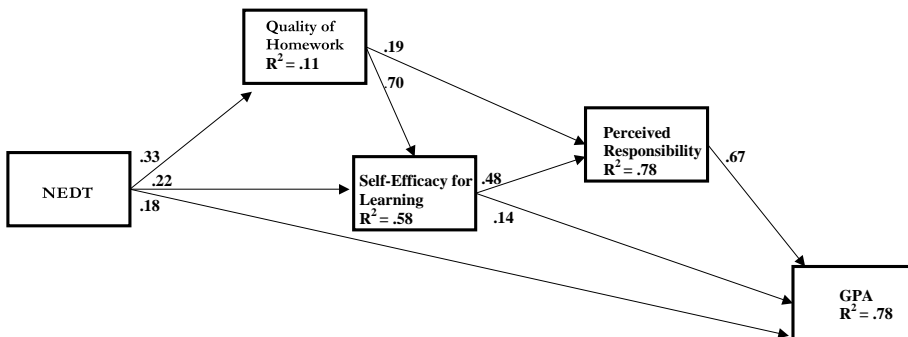 Quality of
Homework
R² = .11
.19
.70
Perceived
Responsibility
R² = .78
.67
.33
NEDT
.22
.18
Self-Efficacy for
Learning
R² = .58
.48
.14
GPA
R² = .78